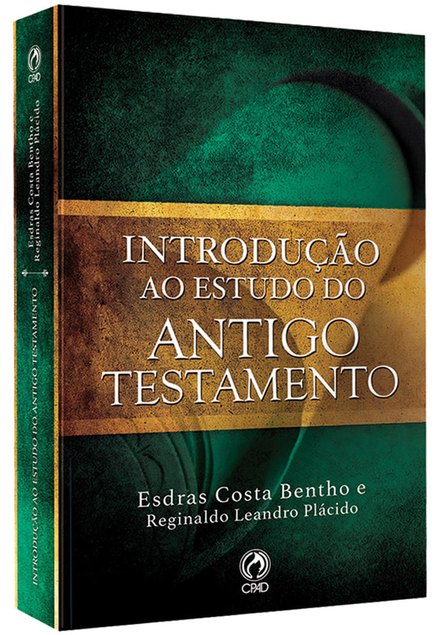 INTRODUÇÃO
AO ESTUDO DO
ANTIGO
TESTAMENTO
Esdras Costa Bentho e
Reginaldo Leandro Plácido
CPAD
CPAD
Esdras Costa Bentho e
Reginaldo Leandro Plácido
INTRODUÇÃO AO ESTUDO DO ANTIGO TESTAMENTO